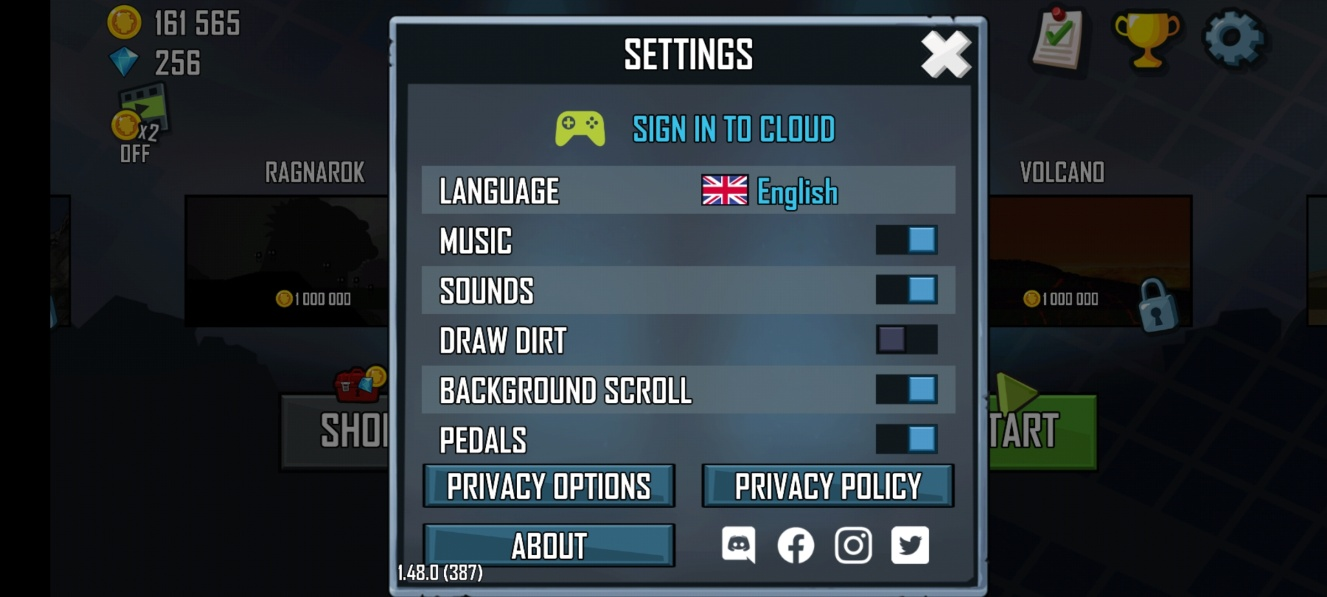 161 565
256
x2
OFF
SETTINGS
SIGN IN TO CLOUD
RAGNAROK
VOLCANO
LANGUAGE English
MUSIC
SOUNDS
1 000 000
1 000 000
DRAW DIRT
BACKGROUND SCROLL
PEDALS
SHO
TART
PRIVACY OPTIONS
PRIVACY POLICY
ABOUT
1.48.0 (387)